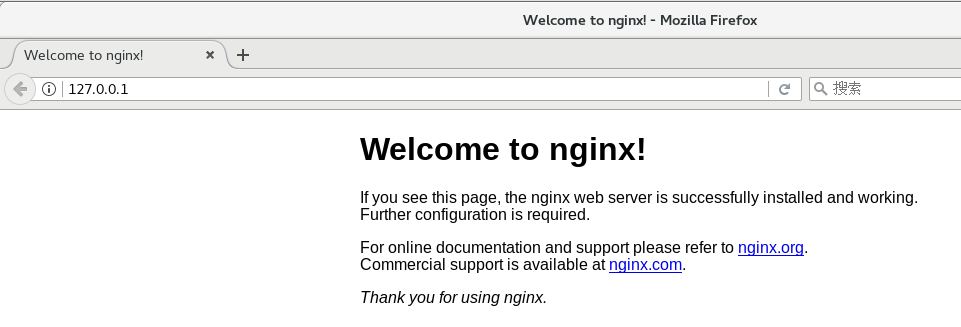 Welcome to nginx! - Mozilla Firefox
Welcome to nginx!
127.0.0.1
搜索
Welcome to nginx!
If you see this page, the nginx web server is successfully installed and working.
Further configuration is required.
For online documentation and support please refer to nginx.org.
Commercial support is available at nginx.com.
Thank you for using nginx.